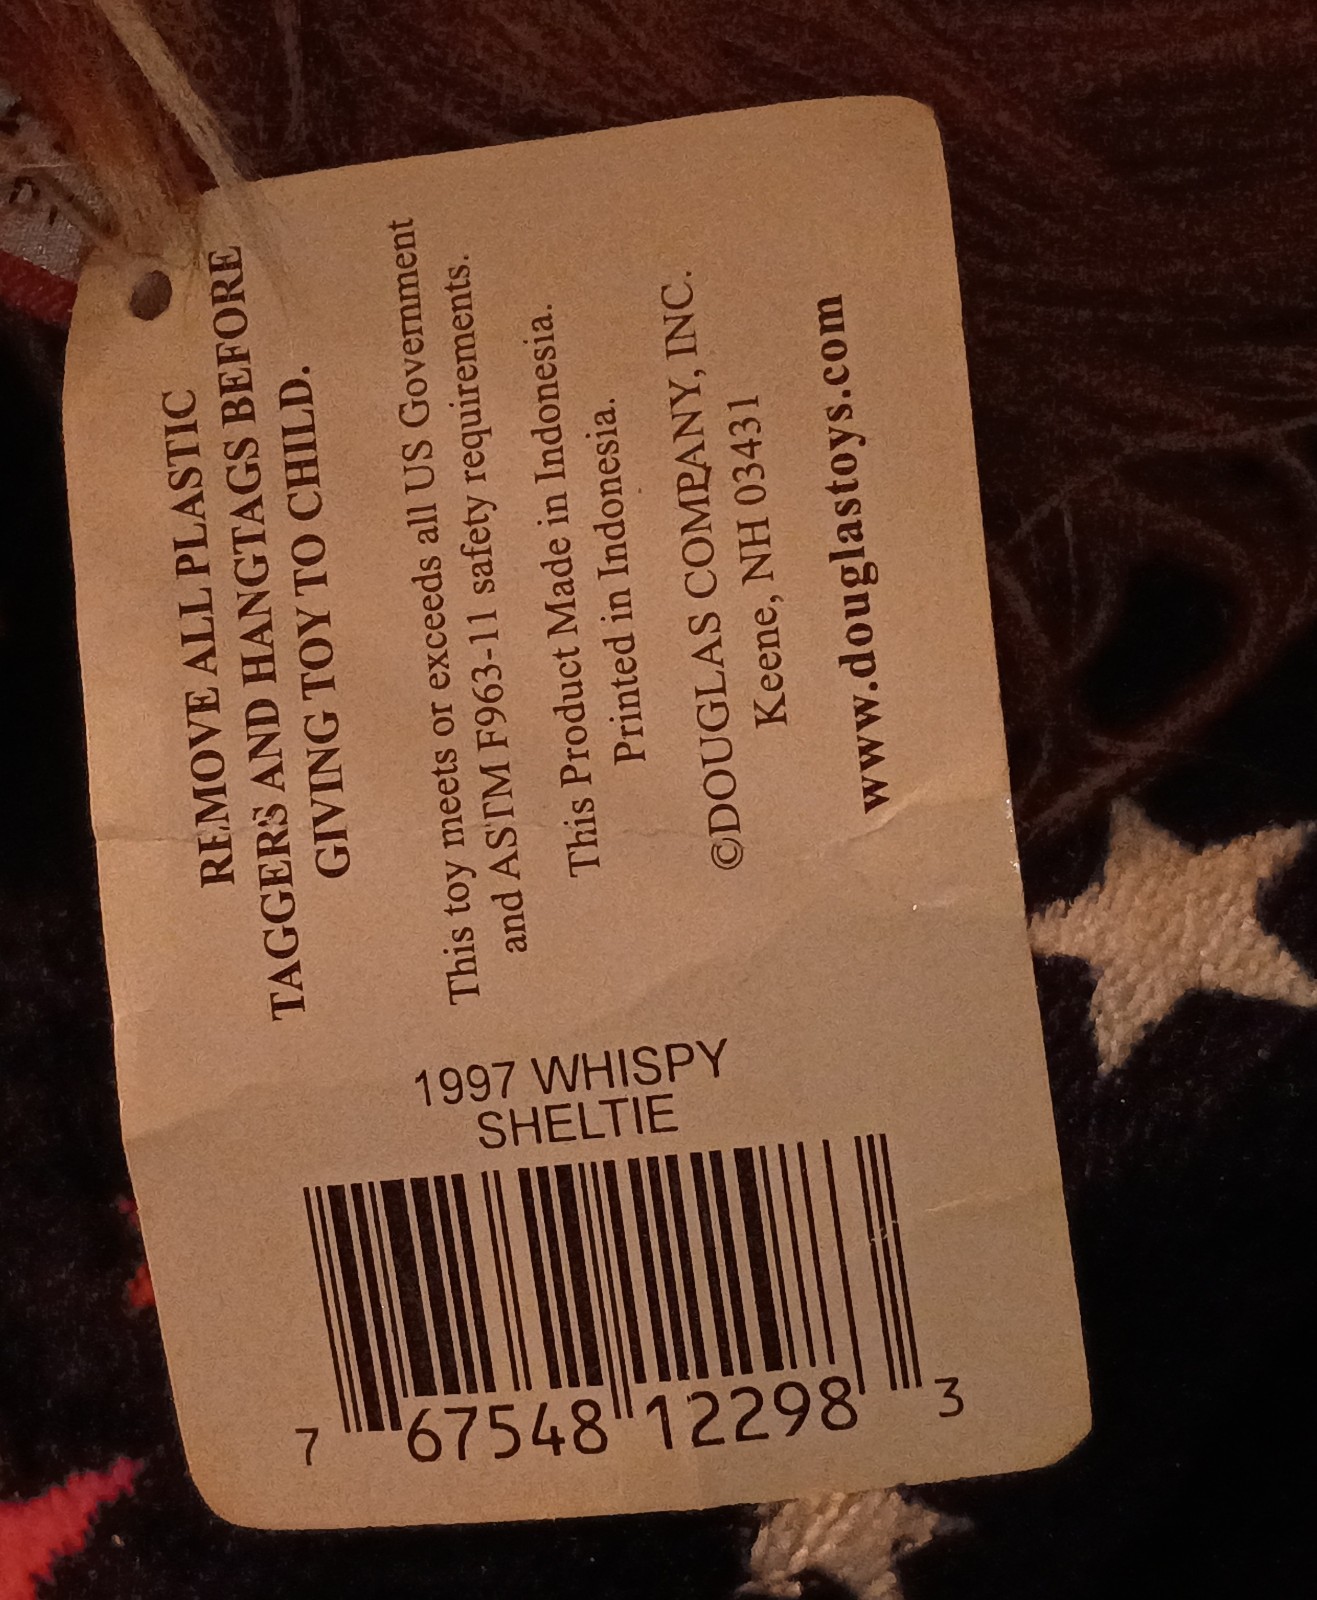 REMOVE ALL PLASTIC
TAGGERS AND HANGTAGS BEFORE
GIVING TOY TO CHILD.
This toy meets or exceeds all US Government
and ASTM F963-11 safety requirements.
This Product Made in Indonesia.
Printed in Indonesia.
©DOUGLAS COMPANY, INC.
Keene, NH 03431
www.douglastoys.com
1997 WHISPY
SHELTIE
7 67548 12298 3